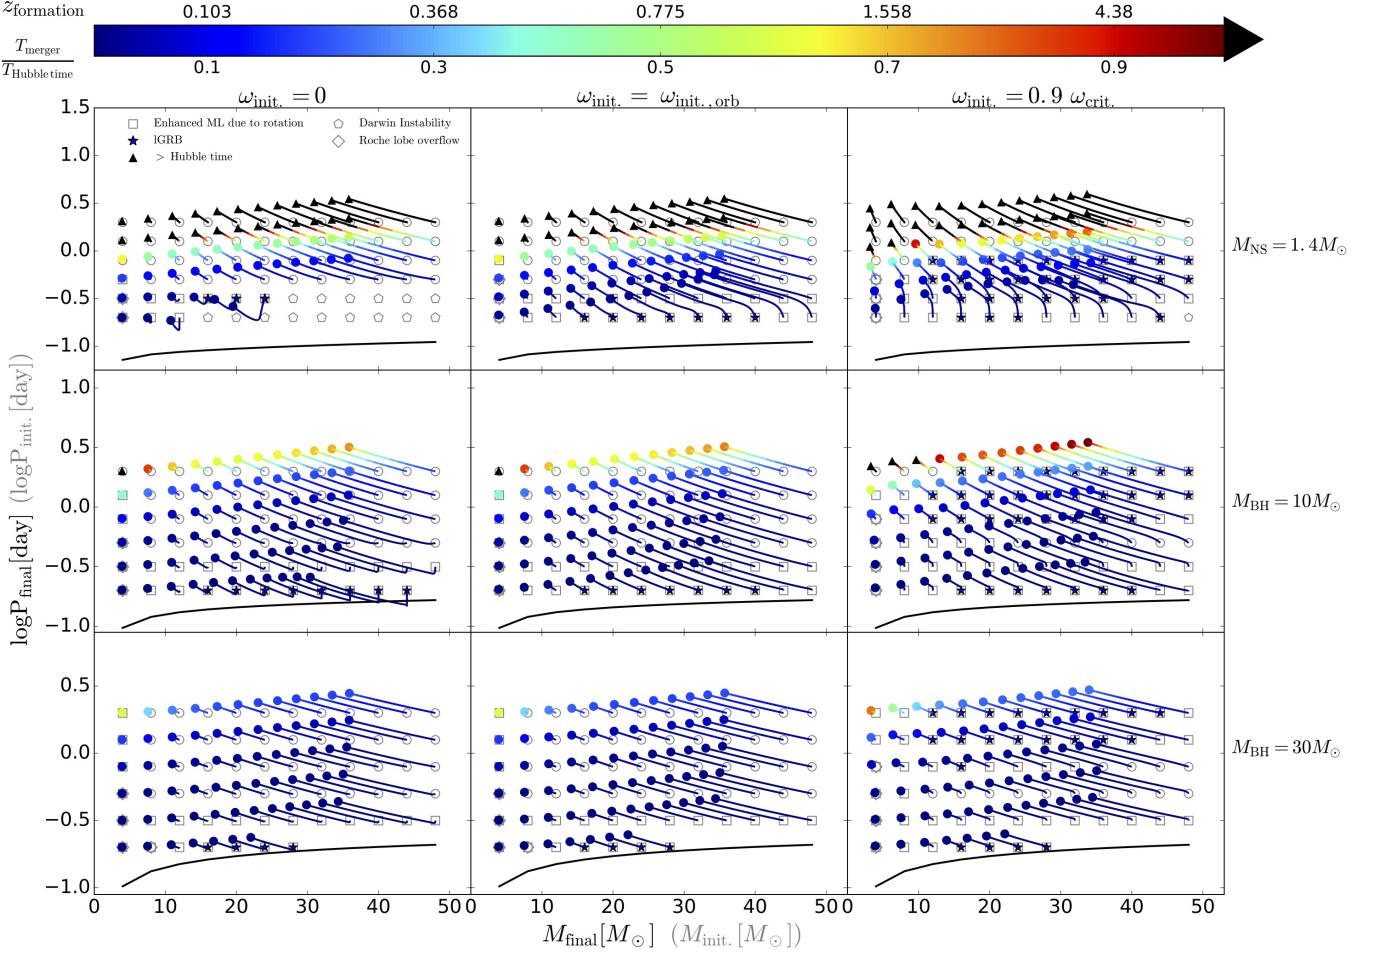 z_formation 0.103 0.368 0.775 1.558 4.38
T_merger / T_Hubble time 0.1 0.3 0.5 0.7 0.9
ω_init. = 0 ω_init. = ω_init.,orb ω_init. = 0.9 ω_crit.
Enhanced ML due to rotation
lGRB
> Hubble time
Darwin Instability
Roche lobe overflow
1.5
1.0
0.5
0.0
−0.5
−1.0
M_NS = 1.4M_⊙
1.0
0.5
0.0
−0.5
−1.0
M_BH = 10M_⊙
0.5
0.0
−0.5
−1.0
M_BH = 30M_⊙
logP_final[day] (logP_init.[day])
0 10 20 30 40 50 0 10 20 30 40 50 0 10 20 30 40 50
M_final[M_⊙] (M_init.[M_⊙])